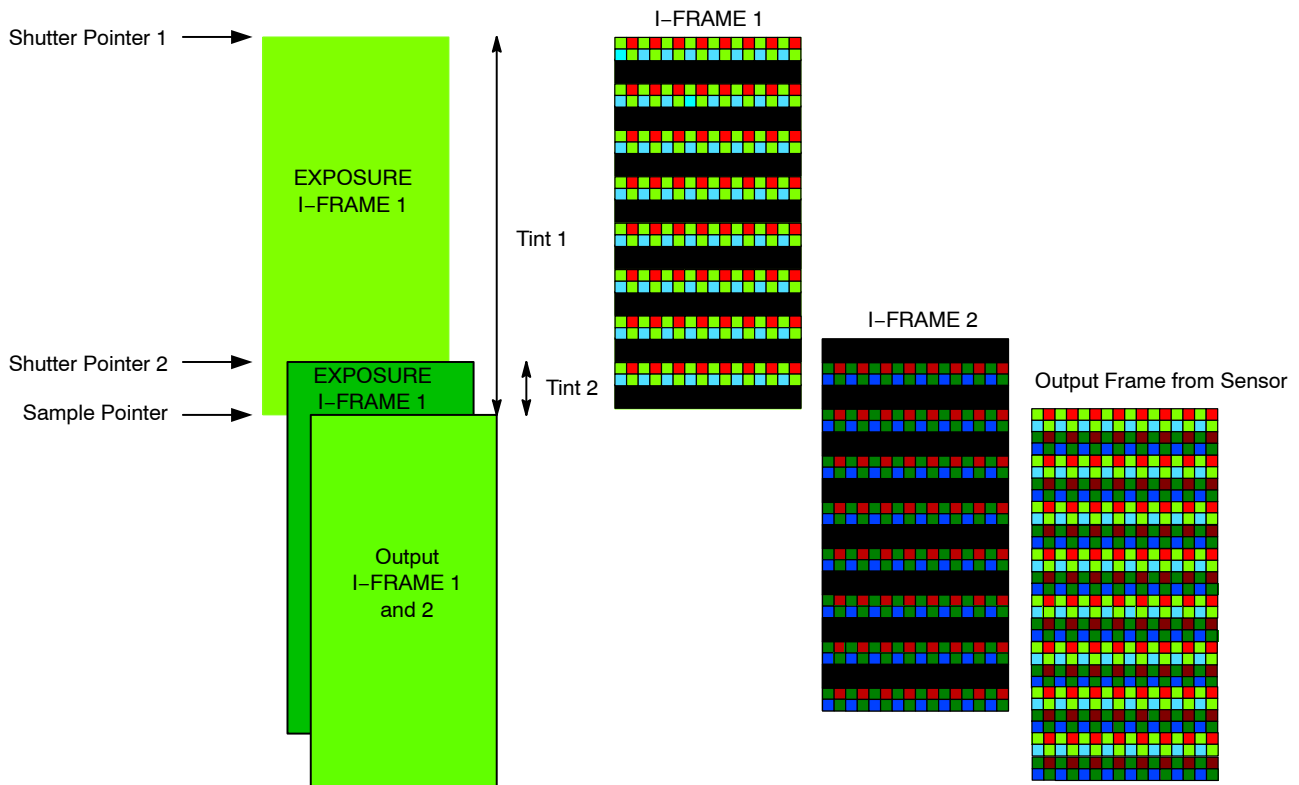 Shutter Pointer 1
I−FRAME 1
EXPOSURE
I−FRAME 1
Tint 1
I−FRAME 2
Shutter Pointer 2
EXPOSURE
I−FRAME 1
Tint 2
Output Frame from Sensor
Sample Pointer
Output
I−FRAME 1
and 2